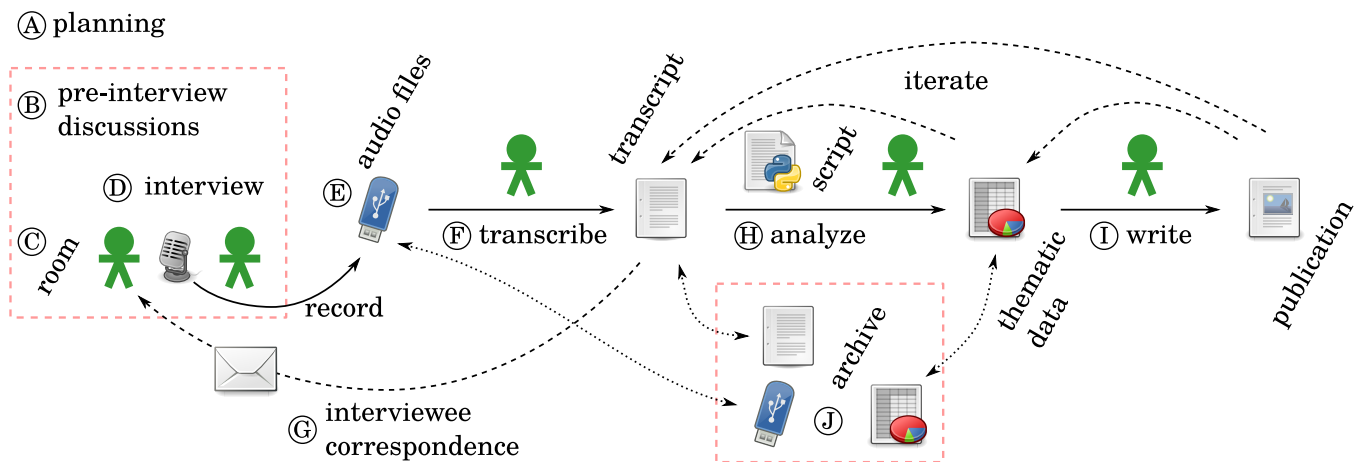 Ⓐ planning
Ⓑ pre-interview
discussions
Ⓓ interview
Ⓒ room
record
Ⓔ audio files
Ⓕ transcribe
transcript
Ⓖ interviewee
correspondence
iterate
script
Ⓗ analyze
thematic
data
Ⓘ write
publication
archive
Ⓙ